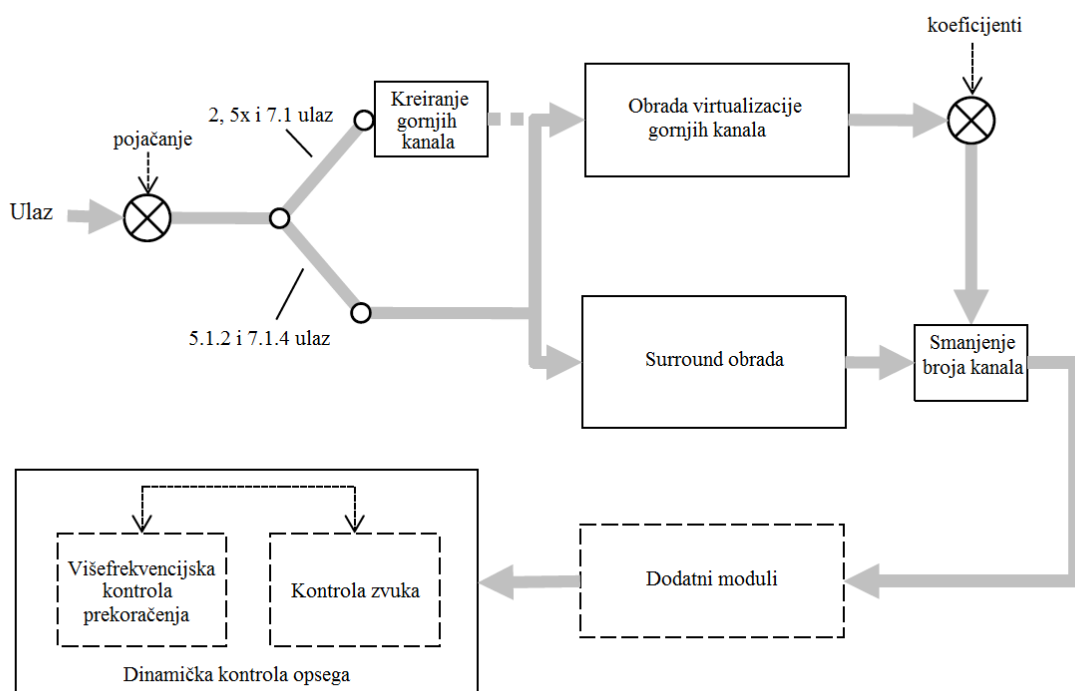 koeficijenti
2, 5x i 7.1 ulaz
Kreiranje
gornjih
kanala
Obrada virtualizacije
gornjih kanala
pojačanje
Ulaz
5.1.2 i 7.1.4 ulaz
Surround obrada
Smanjenje
broja kanala
Višefrekvencijska
kontrola
prekoračenja
Kontrola zvuka
Dodatni moduli
Dinamička kontrola opsega